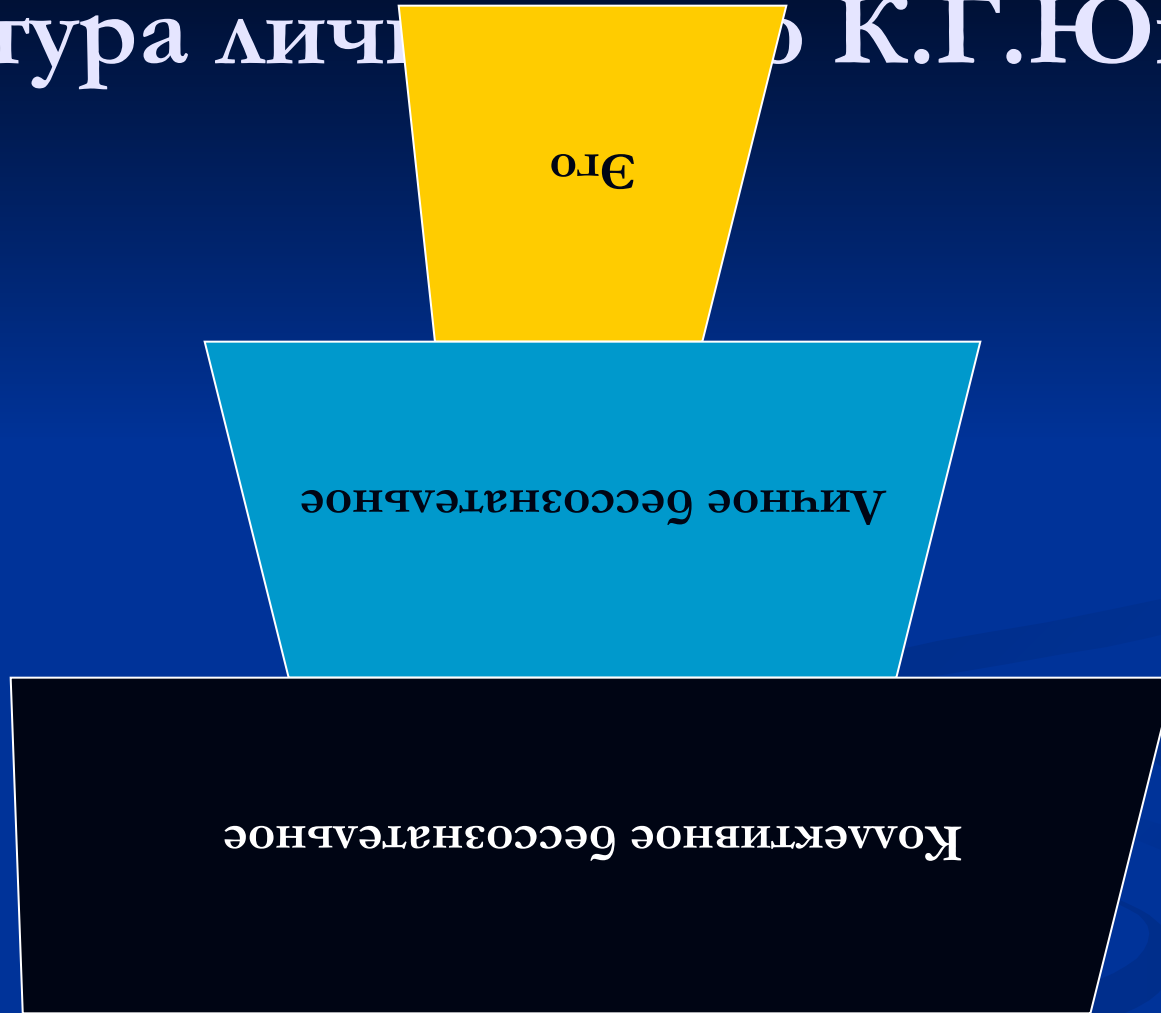 К.Г.
Эго
Личное бессознательное
Коллективное бессознательное